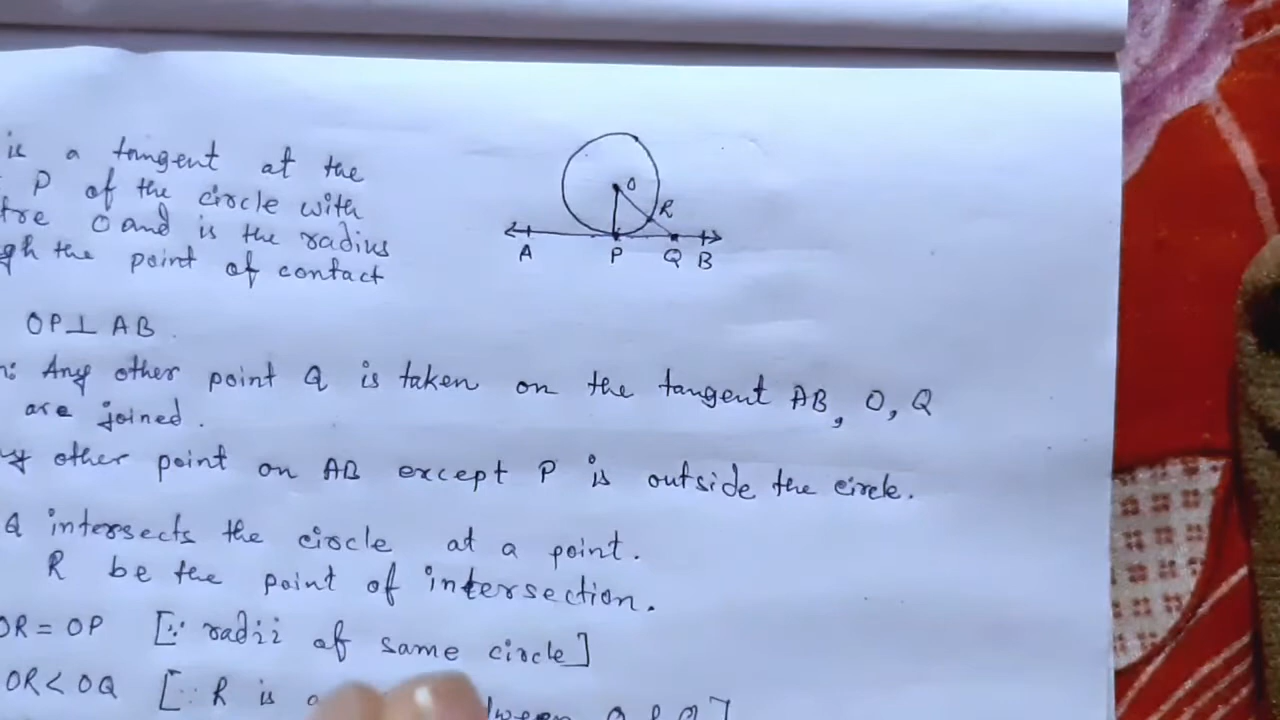 is a tangent at the
P of the circle with
tre O and is the radius
gh the point of contact
O
R
A
P
Q
B
OP⊥ AB.
n: Any other point Q is taken on the tangent AB, O, Q
are joined.
y other point on AB except P is outside the circle.
Q intersects the circle at a point.
R be the point of intersection.
OR = OP [∵ radii of same circle]
OR < OQ [∵ R is